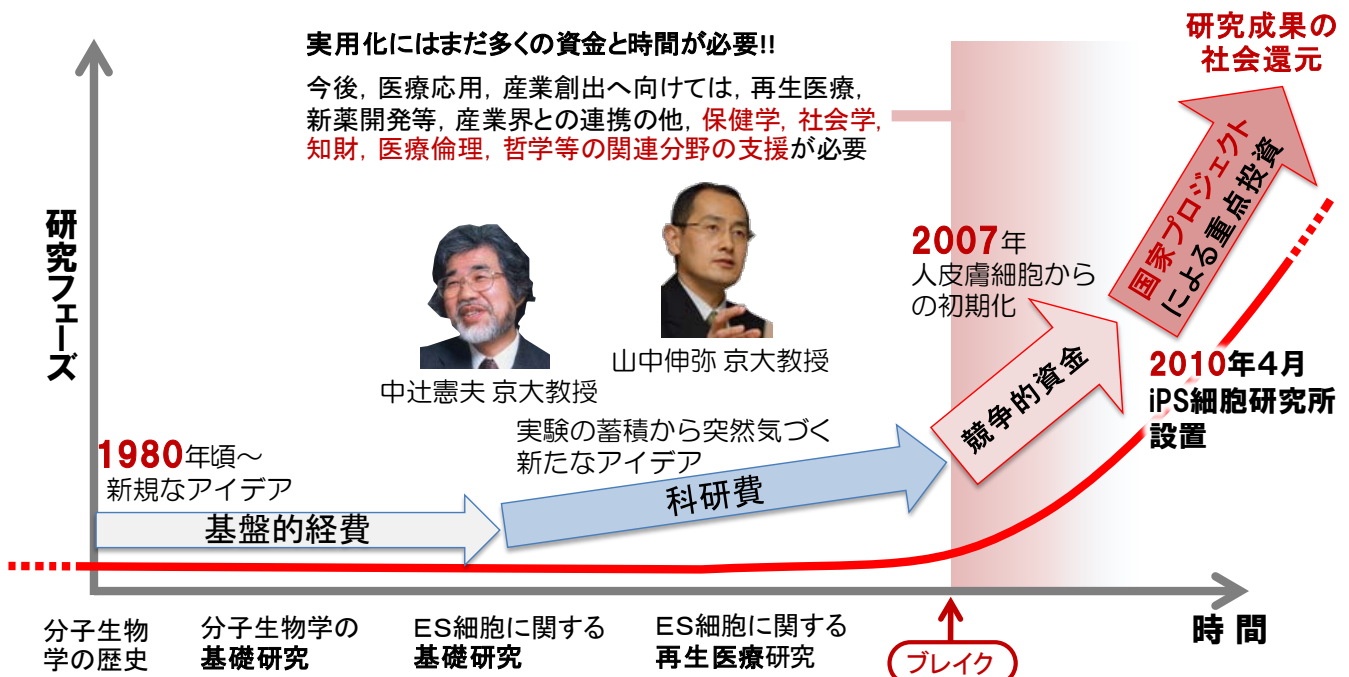 研究成果の
社会還元
実用化にはまだ多くの資金と時間が必要!!
今後，医療応用，産業創出へ向けては，再生医療，
新薬開発等，産業界との連携の他，保健学，社会学，
知財，医療倫理，哲学等の関連分野の支援が必要
研究フェーズ
国家プロジェクト
による重点投資
2007年
人皮膚細胞から
の初期化
中辻憲夫 京大教授
山中伸弥 京大教授
競争的資金
2010年４月
iPS細胞研究所
設置
1980年頃～
新規なアイデア
実験の蓄積から突然気づく
新たなアイデア
基盤的経費
科研費
時間
分子生物
学の歴史
分子生物学の
基礎研究
ＥＳ細胞に関する
基礎研究
ＥＳ細胞に関する
再生医療研究
ブレイク